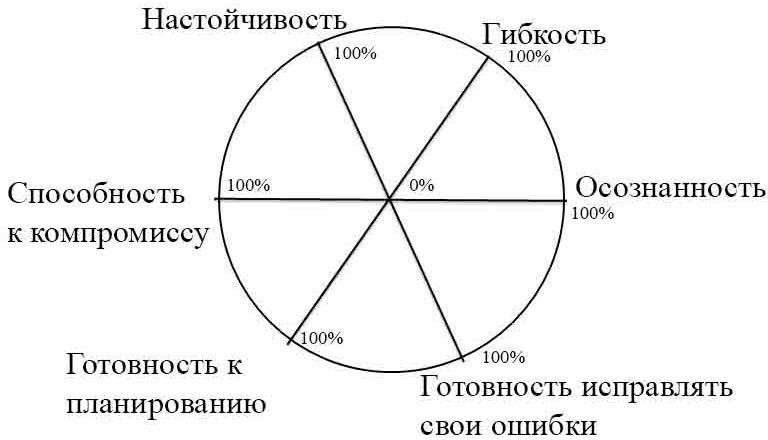 Настойчивость
100%
Гибкость
100%
Способность
к компромиссу
100%
0%
Осознанность
100%
Готовность к
планированию
100%
100%
Готовность исправлять
свои ошибки